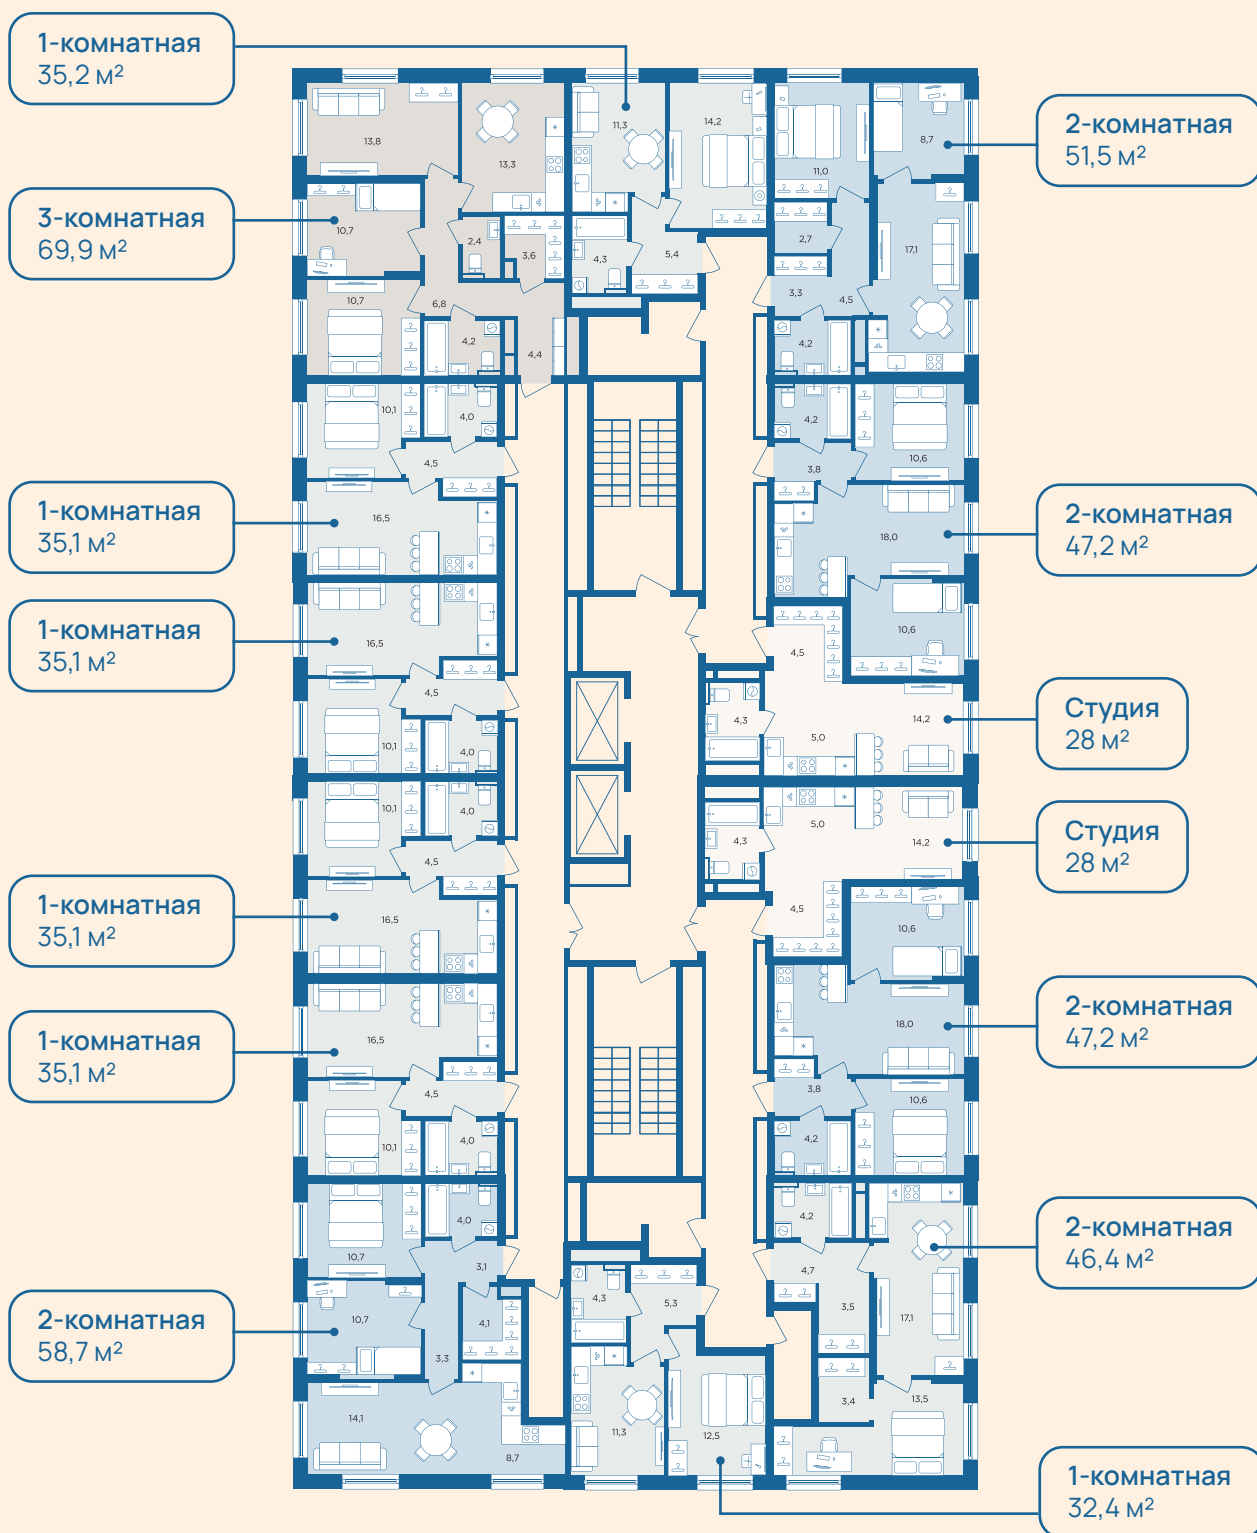 1-комнатная
35,2 м²
2-комнатная
51,5 м²
3-комнатная
69,9 м²
1-комнатная
35,1 м²
2-комнатная
47,2 м²
1-комнатная
35,1 м²
Студия
28 м²
Студия
28 м²
1-комнатная
35,1 м²
2-комнатная
47,2 м²
1-комнатная
35,1 м²
2-комнатная
46,4 м²
2-комнатная
58,7 м²
1-комнатная
32,4 м²
13,8
13,3
11,3
14,2
11,0
8,7
10,7
2,4
3,6
4,3
5,4
2,7
17,1
10,7
6,8
4,2
4,4
3,3
4,5
4,2
10,1
4,0
4,5
4,2
10,6
3,8
16,5
18,0
16,5
10,6
4,5
4,5
10,1
4,0
4,3
5,0
14,2
10,1
4,0
4,5
4,3
5,0
14,2
16,5
4,5
10,6
16,5
18,0
4,5
3,8
10,6
10,1
4,0
4,2
10,7
4,0
3,1
4,2
4,7
4,3
5,3
10,7
4,1
3,5
17,1
3,3
14,1
8,7
11,3
12,5
3,4
13,5